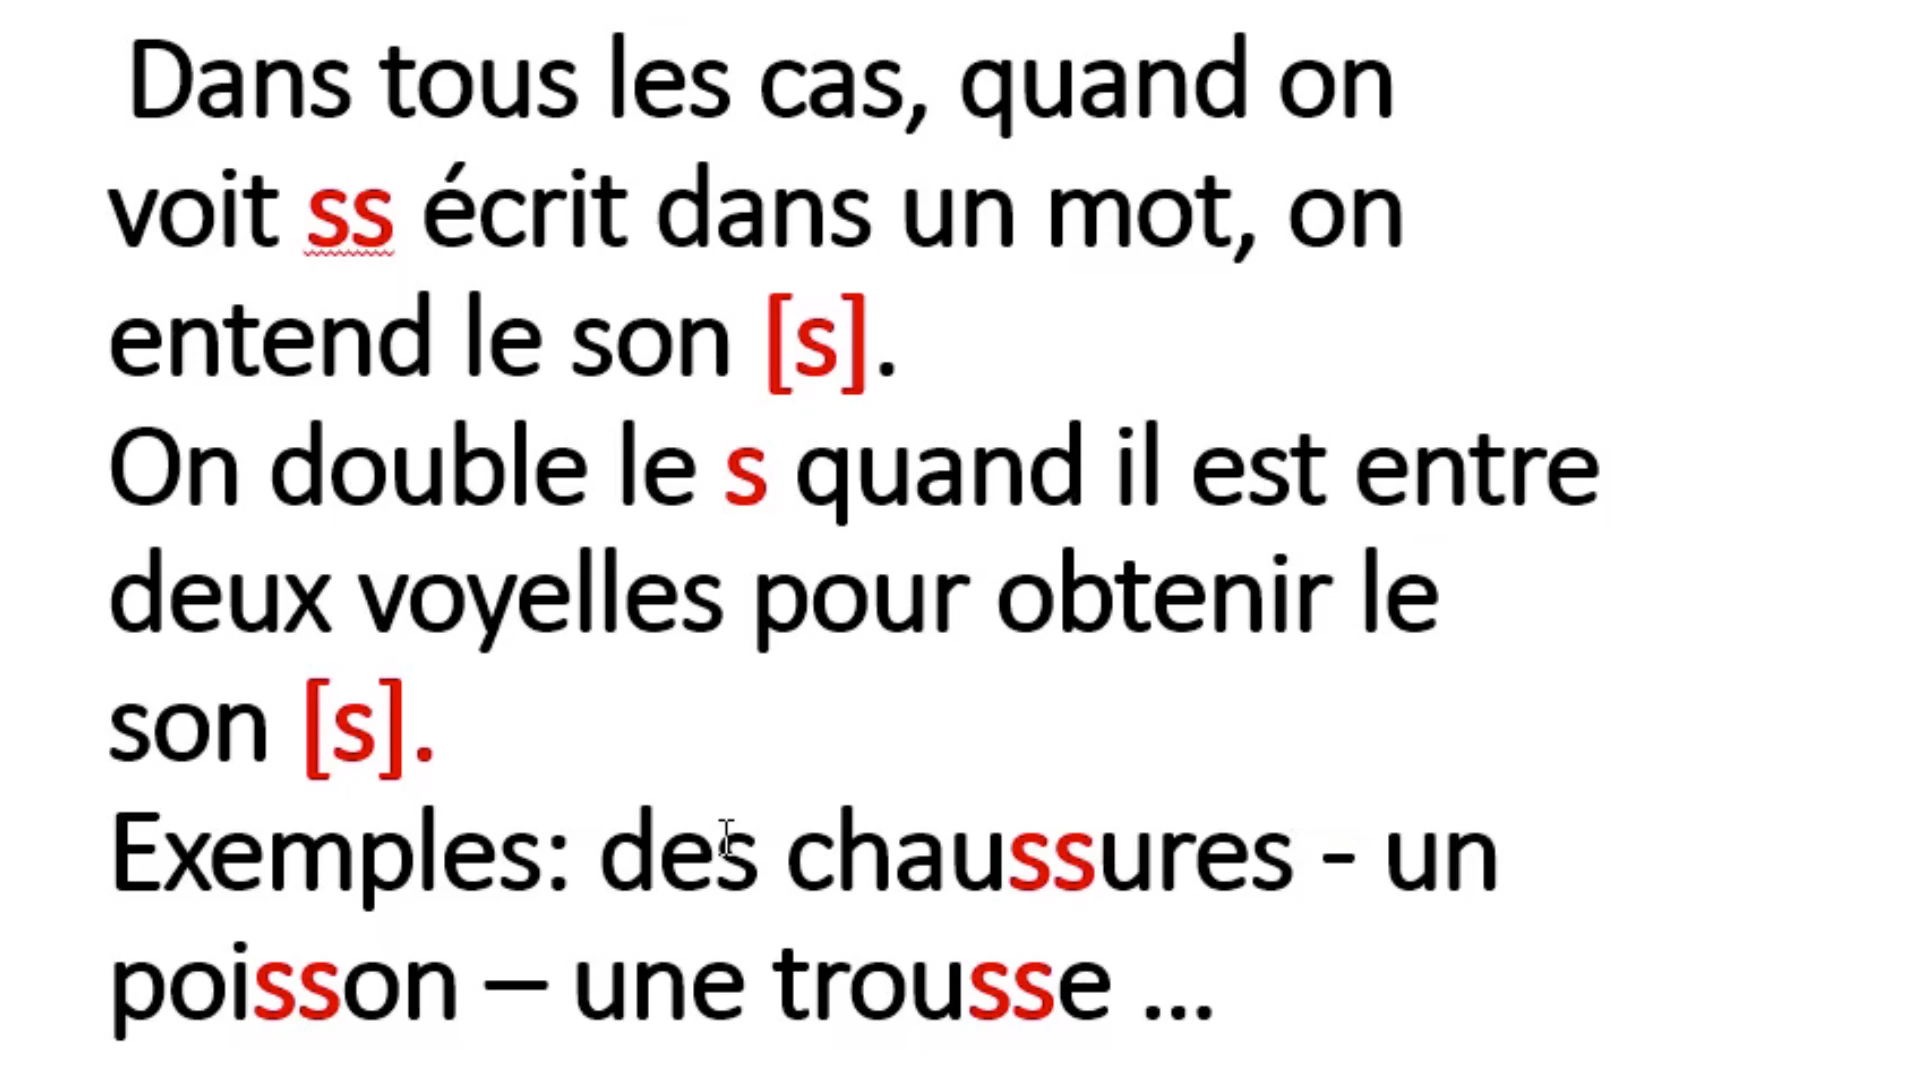 Dans tous les cas, quand on
voit ss écrit dans un mot, on
entend le son [s].
On double le s quand il est entre
deux voyelles pour obtenir le
son [s].
Exemples: des chaussures - un
poisson – une trousse ...